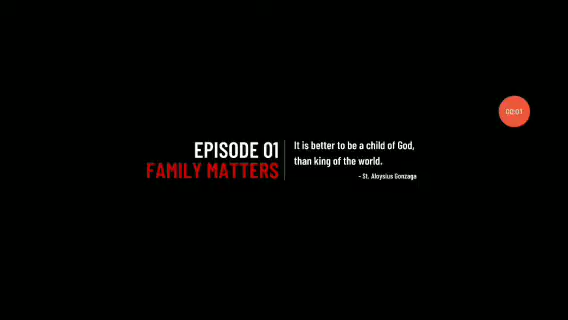 EPISODE 01
FAMILY MATTERS
It is better to be a child of God,
than king of the world.
- St. Aloysius Gonzaga
00:01